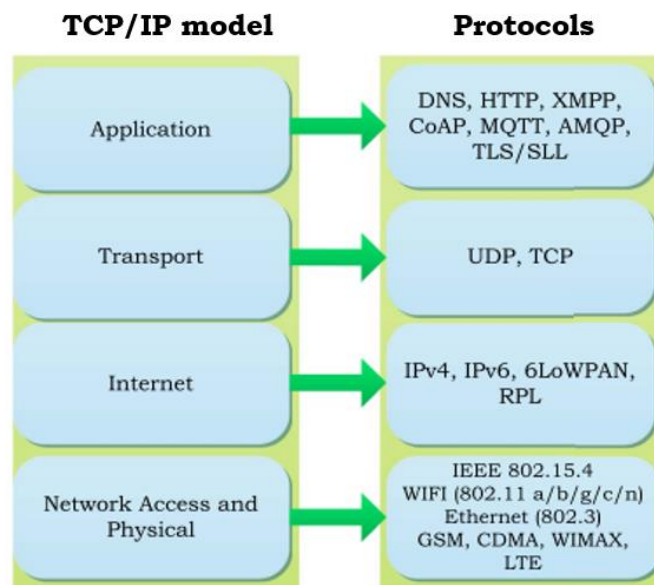 TCP/IP model
Protocols
Application
DNS, HTTP, XMPP,
CoAP, MQTT, AMQP,
TLS/SLL
Transport
UDP, TCP
Internet
IPv4, IPv6, 6LoWPAN,
RPL
Network Access and
Physical
IEEE 802.15.4
WIFI (802.11 a/b/g/c/n)
Ethernet (802.3)
GSM, CDMA, WIMAX,
LTE